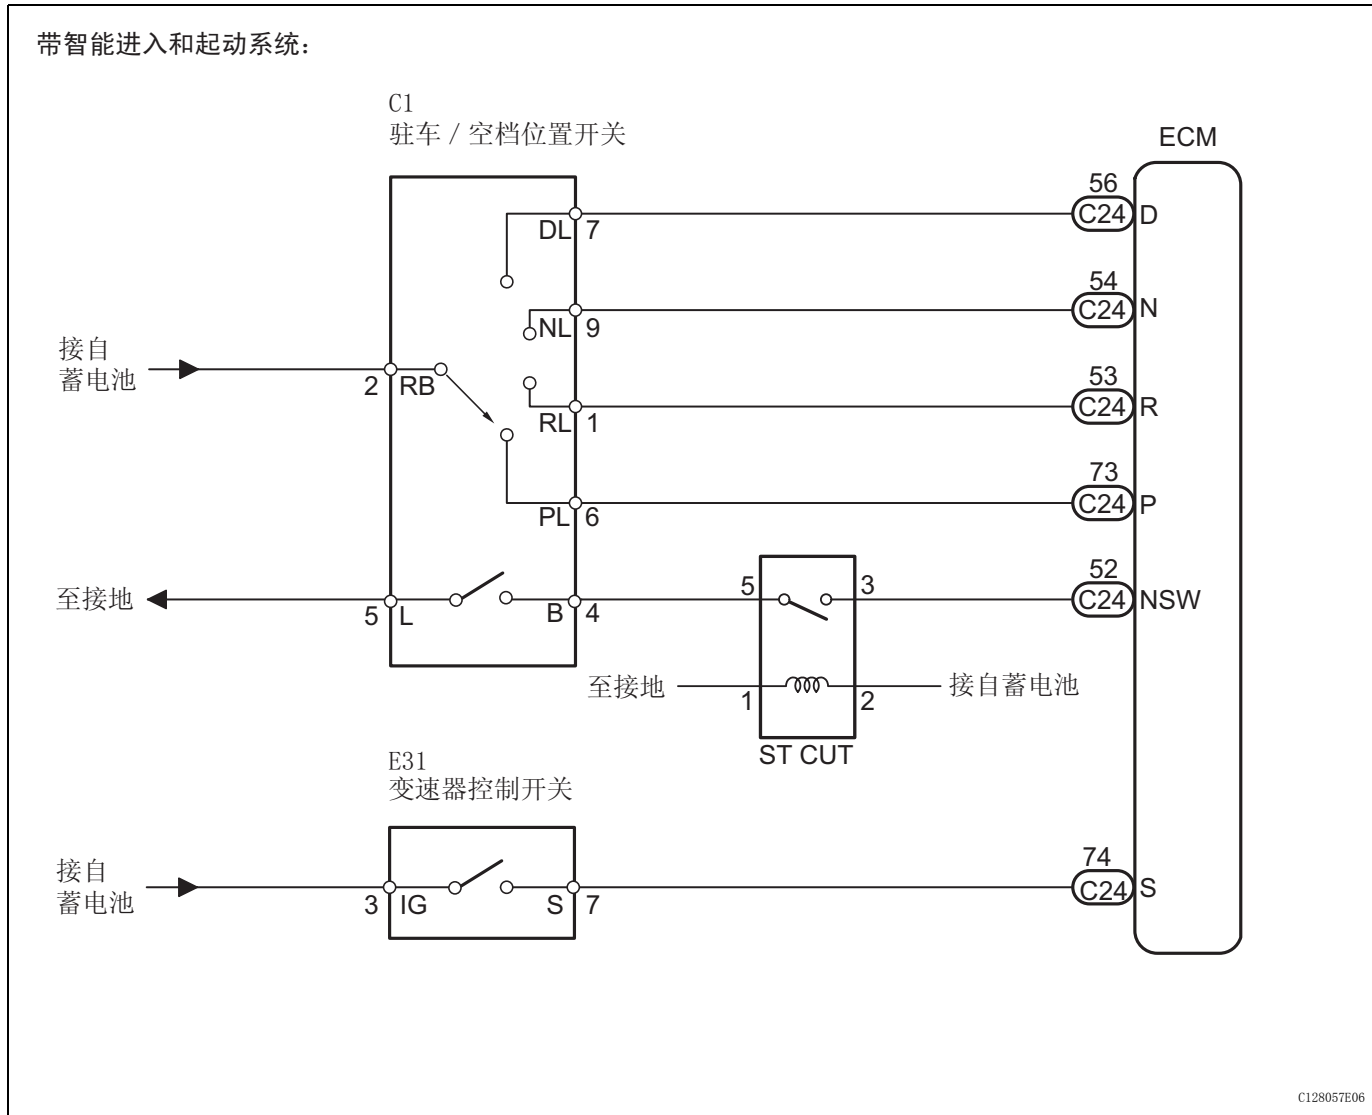 带智能进入和起动系统:
C1
驻车 / 空档位置开关
ECM
56
DL 7
C24 D
54
NL 9
C24 N
接自
蓄电池
2 RB
53
RL 1
C24 R
73
PL 6
C24 P
52
至接地
5 L
B 4
5 3
C24 NSW
至接地
1 2
接自蓄电池
ST CUT
E31
变速器控制开关
74
接自
蓄电池
3 IG
S 7
C24 S
C128057E06